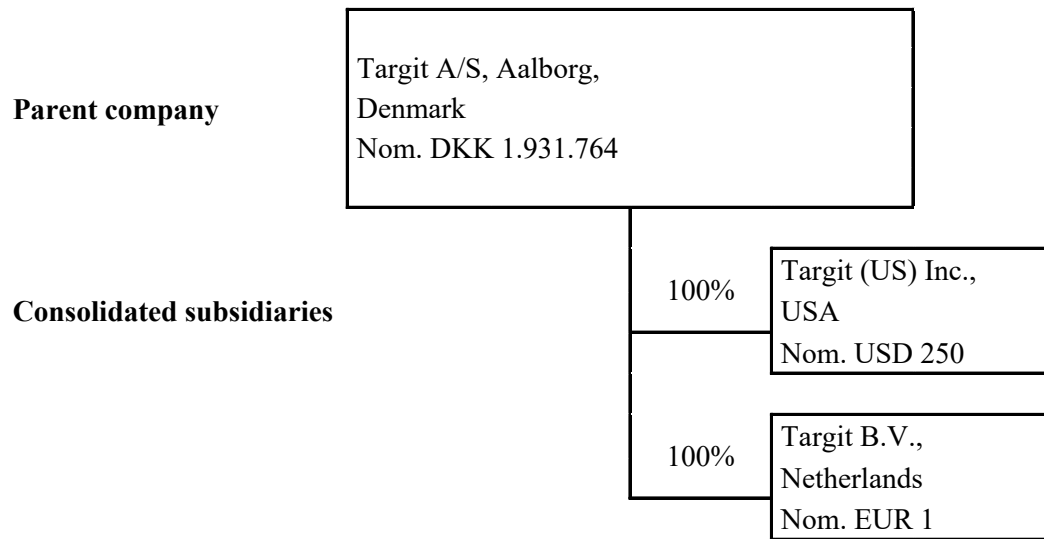 Targit A/S, Aalborg,
Denmark
Nom. DKK 1.931.764
Parent company
100%
Targit (US) Inc.,
USA
Nom. USD 250
Consolidated subsidiaries
100%
Targit B.V.,
Netherlands
Nom. EUR 1